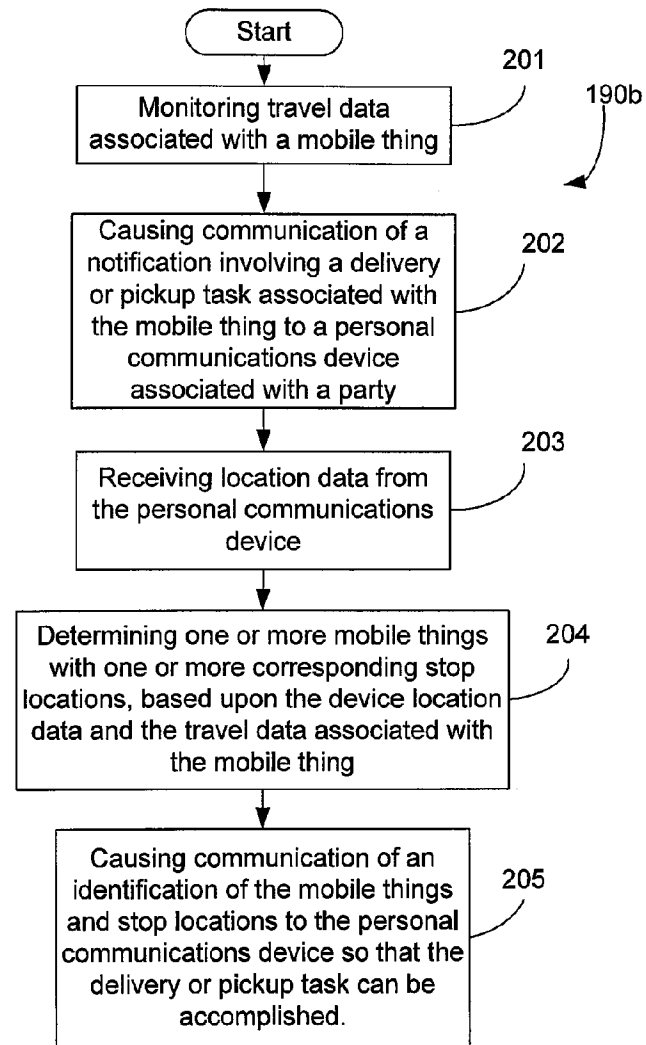 Start
201
190b
Monitoring travel data
associated with a mobile thing
202
Causing communication of a
notification involving a delivery
or pickup task associated with
the mobile thing to a personal
communications device
associated with a party
203
Receiving location data from
the personal communications
device
204
Determining one or more mobile things
with one or more corresponding stop
locations, based upon the device location
data and the travel data associated with
the mobile thing
205
Causing communication of an
identification of the mobile things
and stop locations to the personal
communications device so that the
delivery or pickup task can be
accomplished.